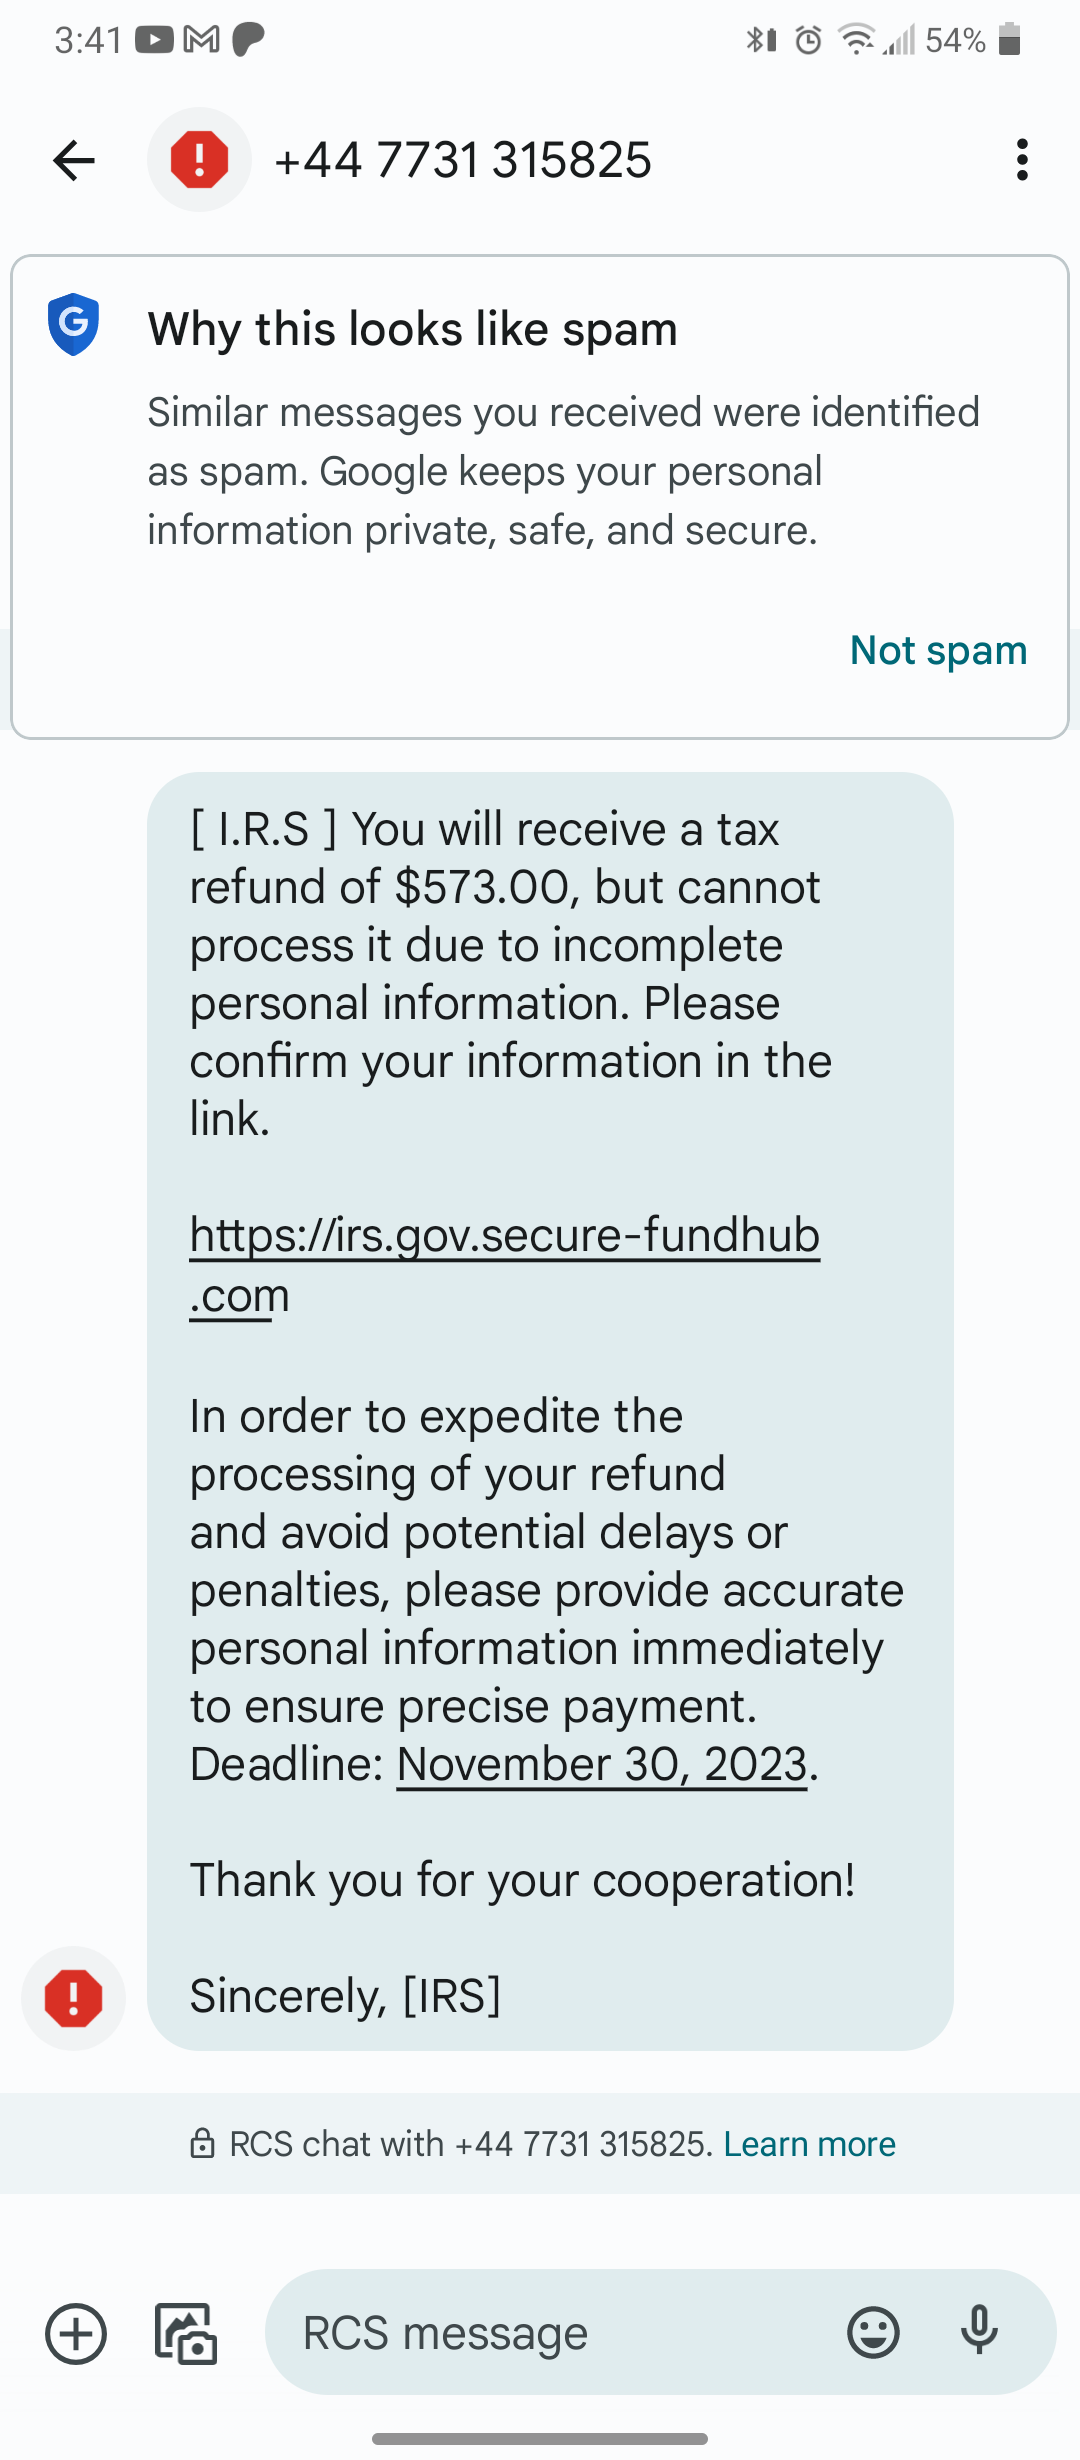 3:41 54%
+44 7731 315825
Why this looks like spam
Similar messages you received were identified
as spam. Google keeps your personal
information private, safe, and secure.
Not spam
[ I.R.S ] You will receive a tax
refund of $573.00, but cannot
process it due to incomplete
personal information. Please
confirm your information in the
link.
https://irs.gov.secure-fundhub
.com
In order to expedite the
processing of your refund
and avoid potential delays or
penalties, please provide accurate
personal information immediately
to ensure precise payment.
Deadline: November 30, 2023.
Thank you for your cooperation!
Sincerely, [IRS]
RCS chat with +44 7731 315825. Learn more
RCS message